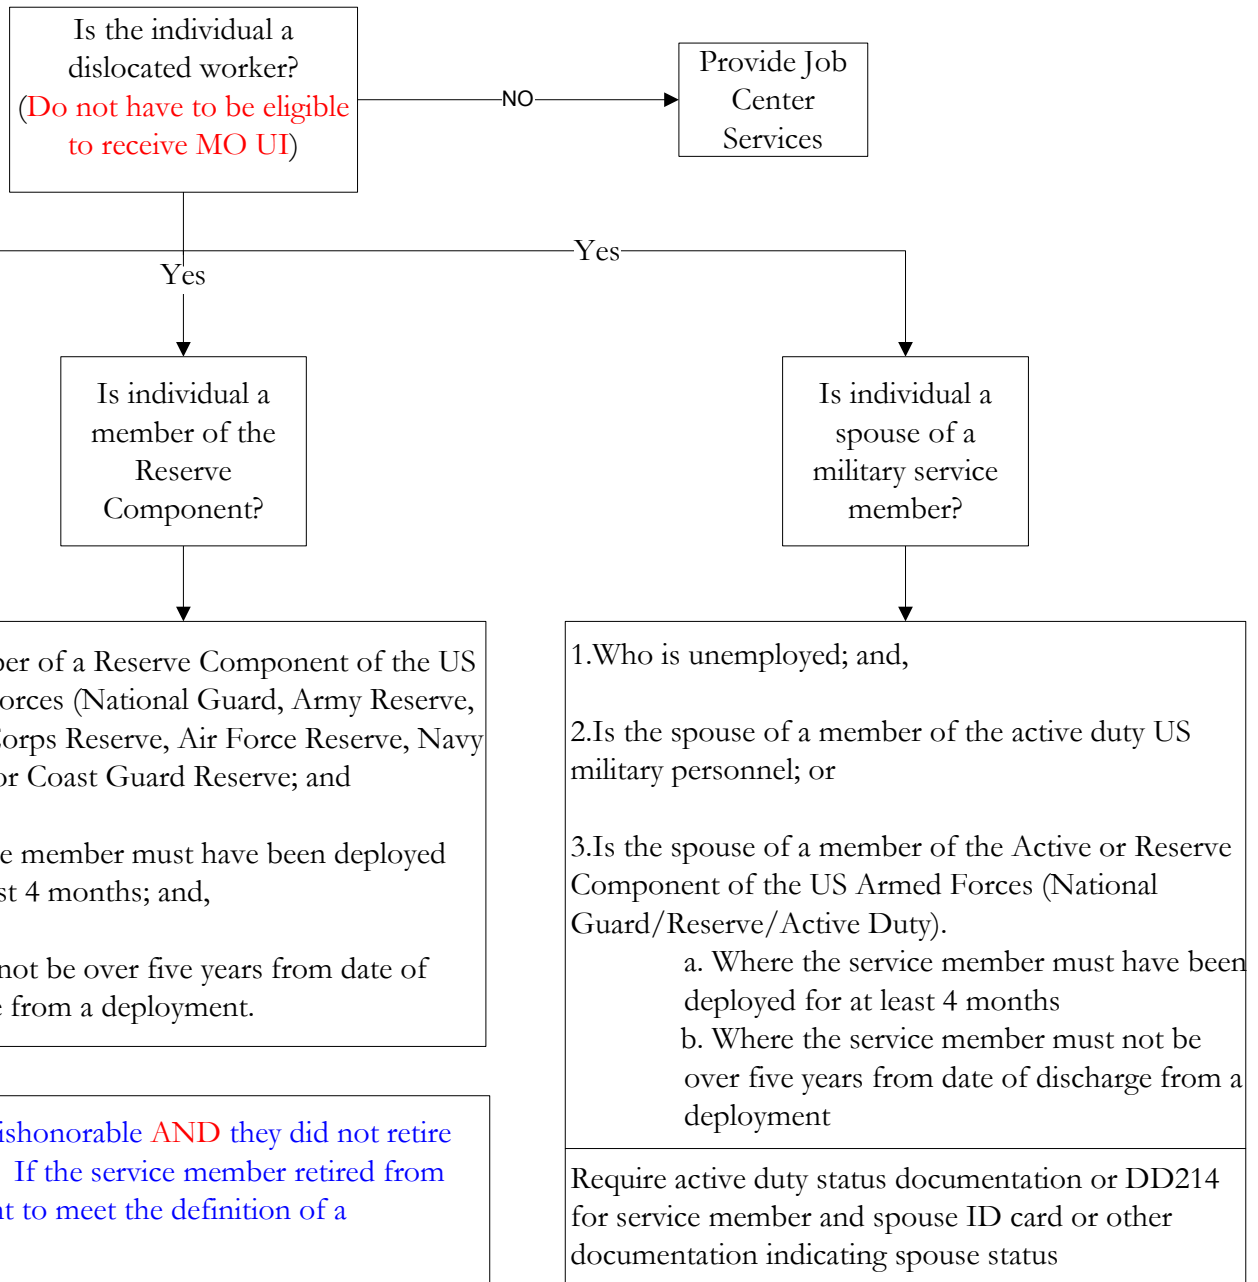 Is the individual a
dislocated worker?
(Do not have to be eligible
to receive MO UI)
NO
Provide Job
Center
Services
Yes
Yes
Is individual a
member of the
Reserve
Component?
Is individual a
spouse of a
military service
member?
of a Reserve Component of the US
(National Guard, Army Reserve,
Corps Reserve, Air Force Reserve, Navy
or Coast Guard Reserve; and
member must have been deployed
4 months; and,
not be over five years from date of
from a deployment.
1.Who is unemployed; and,
2.Is the spouse of a member of the active duty US
military personnel; or
3.Is the spouse of a member of the Active or Reserve
Component of the US Armed Forces (National
Guard/Reserve/Active Duty).
a. Where the service member must have been
deployed for at least 4 months
b. Where the service member must not be
over five years from date of discharge from a
deployment
AND they did not retire
If the service member retired from
to meet the definition of a
Require active duty status documentation or DD214
for service member and spouse ID card or other
documentation indicating spouse status